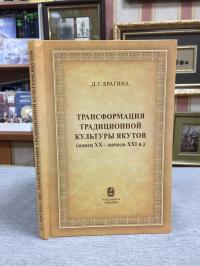 Д.Г. БРАГИНА
ТРАНСФОРМАЦИЯ
ТРАДИЦИОННОЙ
КУЛЬТУРЫ ЯКУТОВ
(конец XX – начало XXI в.)